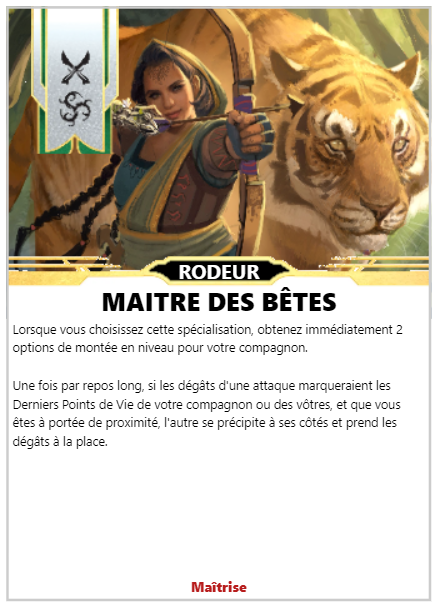 RODEUR
MAITRE DES BÊTES
Lorsque vous choisissez cette spécialisation, obtenez immédiatement 2
options de montée en niveau pour votre compagnon.
Une fois par repos long, si les dégâts d'une attaque marqueraient les
Derniers Points de Vie de votre compagnon ou des vôtres, et que vous
êtes à portée de proximité, l'autre se précipite à ses côtés et prend les
dégâts à la place.
Maîtrise